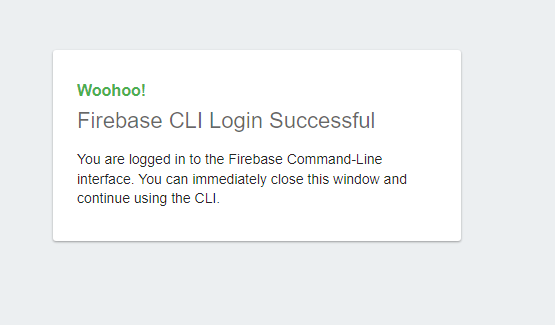 Woohoo!
Firebase CLI Login Successful
You are logged in to the Firebase Command-Line
interface. You can immediately close this window and
continue using the CLI.